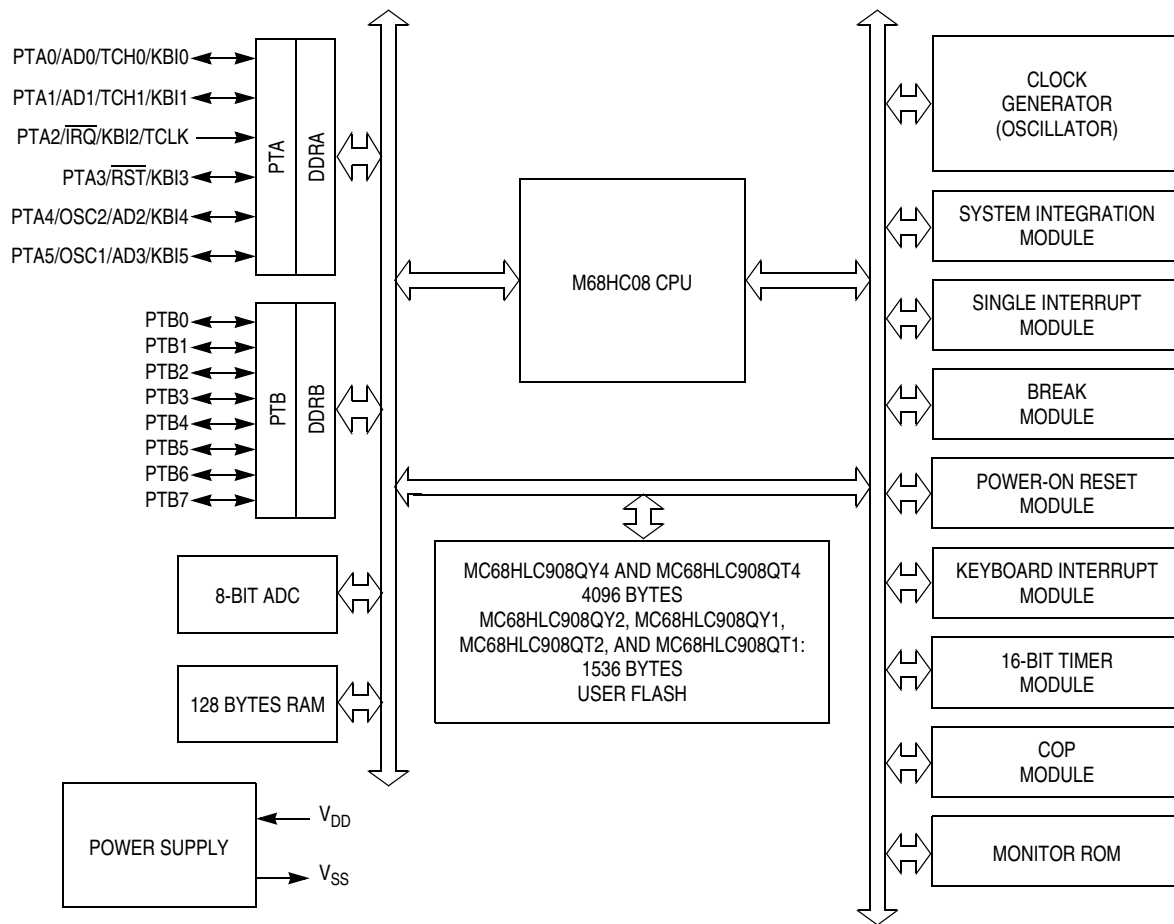 PTA0/AD0/TCH0/KBI0
PTA1/AD1/TCH1/KBI1
PTA2/IRQ/KBI2/TCLK
PTA3/RST/KBI3
PTA4/OSC2/AD2/KBI4
PTA5/OSC1/AD3/KBI5
PTA
DDRA
PTB0
PTB1
PTB2
PTB3
PTB4
PTB5
PTB6
PTB7
PTB
DDRB
8-BIT ADC
128 BYTES RAM
POWER SUPPLY
VDD
VSS
M68HC08 CPU
MC68HLC908QY4 AND MC68HLC908QT4
4096 BYTES
MC68HLC908QY2, MC68HLC908QY1,
MC68HLC908QT2, AND MC68HLC908QT1:
1536 BYTES
USER FLASH
CLOCK
GENERATOR
(OSCILLATOR)
SYSTEM INTEGRATION
MODULE
SINGLE INTERRUPT
MODULE
BREAK
MODULE
POWER-ON RESET
MODULE
KEYBOARD INTERRUPT
MODULE
16-BIT TIMER
MODULE
COP
MODULE
MONITOR ROM